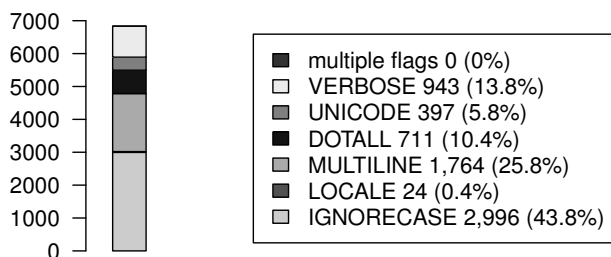 7000
6000
5000
4000
3000
2000
1000
0
multiple flags 0 (0%)
VERBOSE 943 (13.8%)
UNICODE 397 (5.8%)
DOTALL 711 (10.4%)
MULTILINE 1,764 (25.8%)
LOCALE 24 (0.4%)
IGNORECASE 2,996 (43.8%)